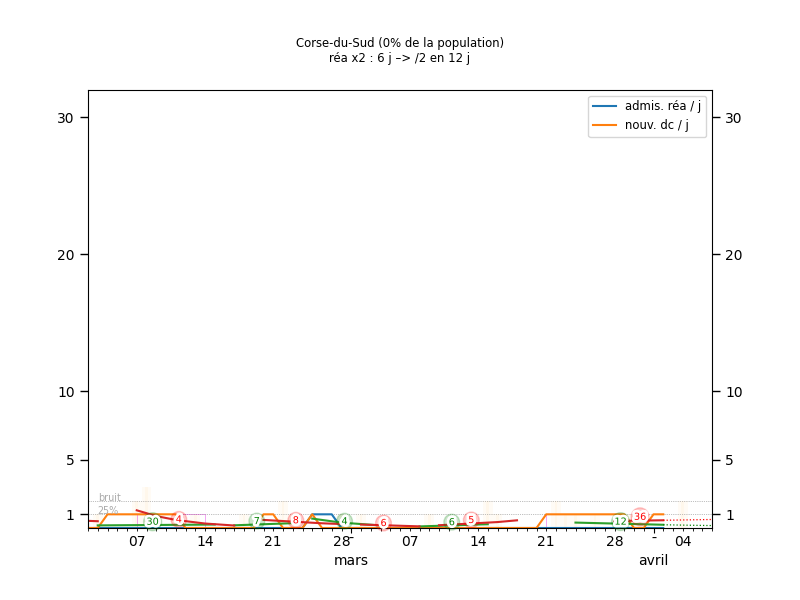 Corse-du-Sud (0% de la population)
réa x2 : 6 j –> /2 en 12 j
admis. réa / j
nouv. dc / j
30 30
20 20
10 10
5 5
bruit
25%
1 1
30 4 7 8 4 6 6 5 12 36
07 14 21 28 07 14 21 28 04
mars avril